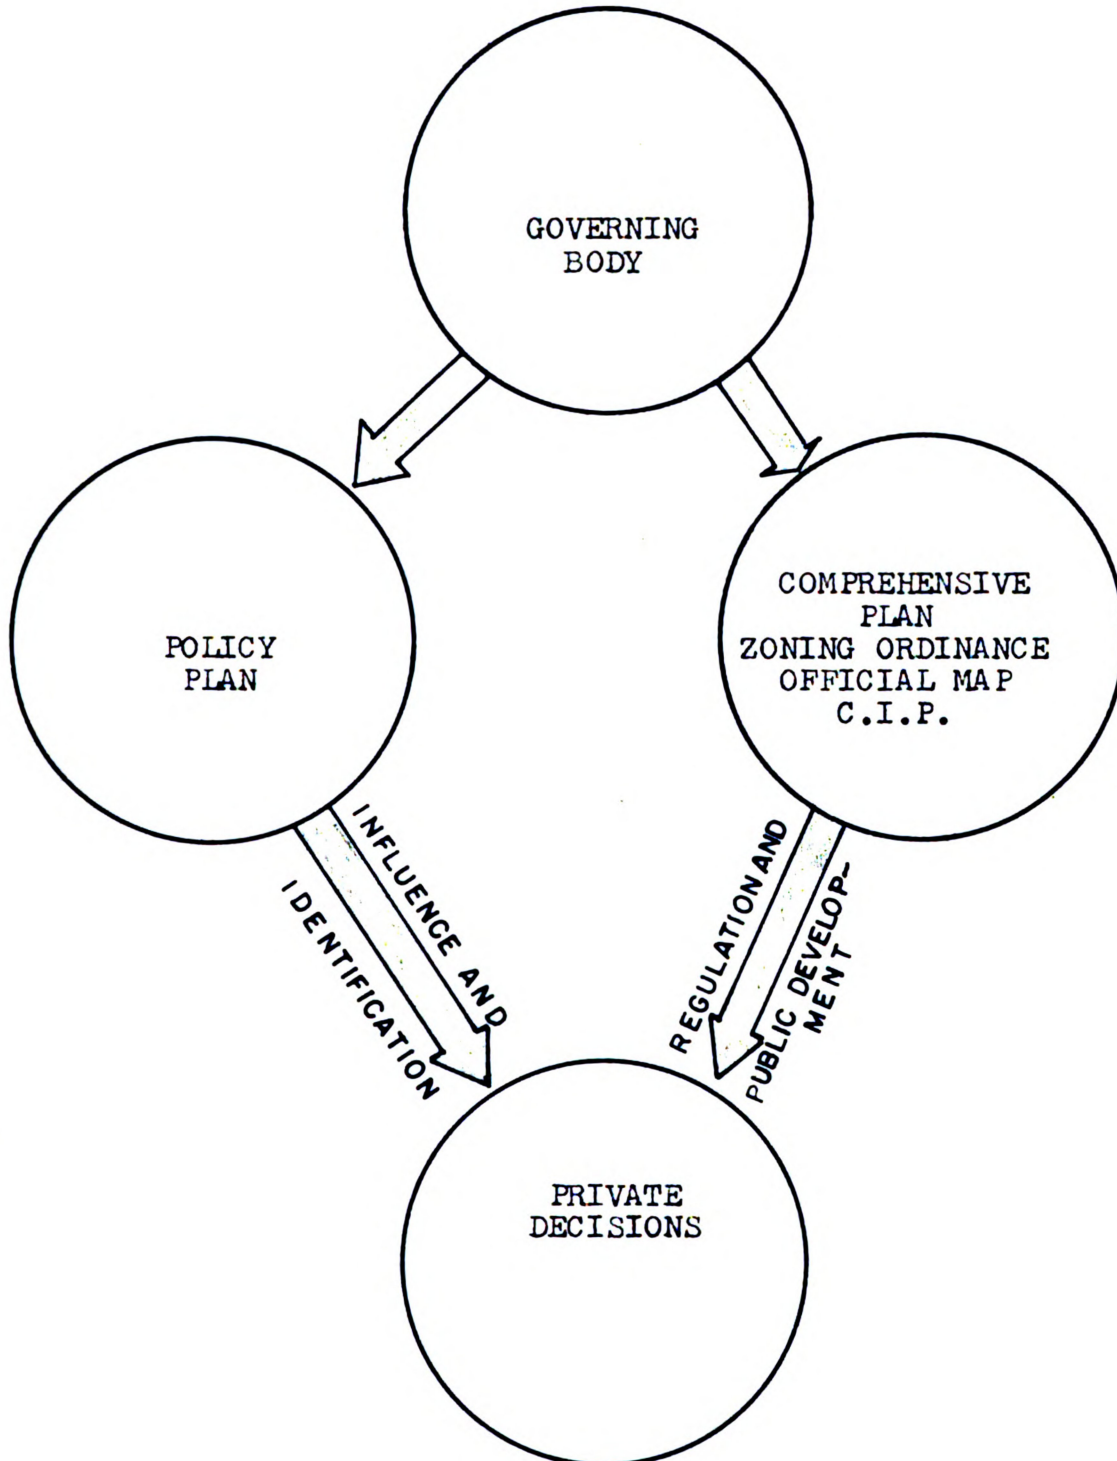 GOVERNING
BODY
POLICY
PLAN
COMPREHENSIVE
PLAN
ZONING ORDINANCE
OFFICIAL MAP
C.I.P.
INFLUENCE AND
IDENTIFICATION
REGULATION AND
PUBLIC DEVELOP-
MENT
PRIVATE
DECISIONS